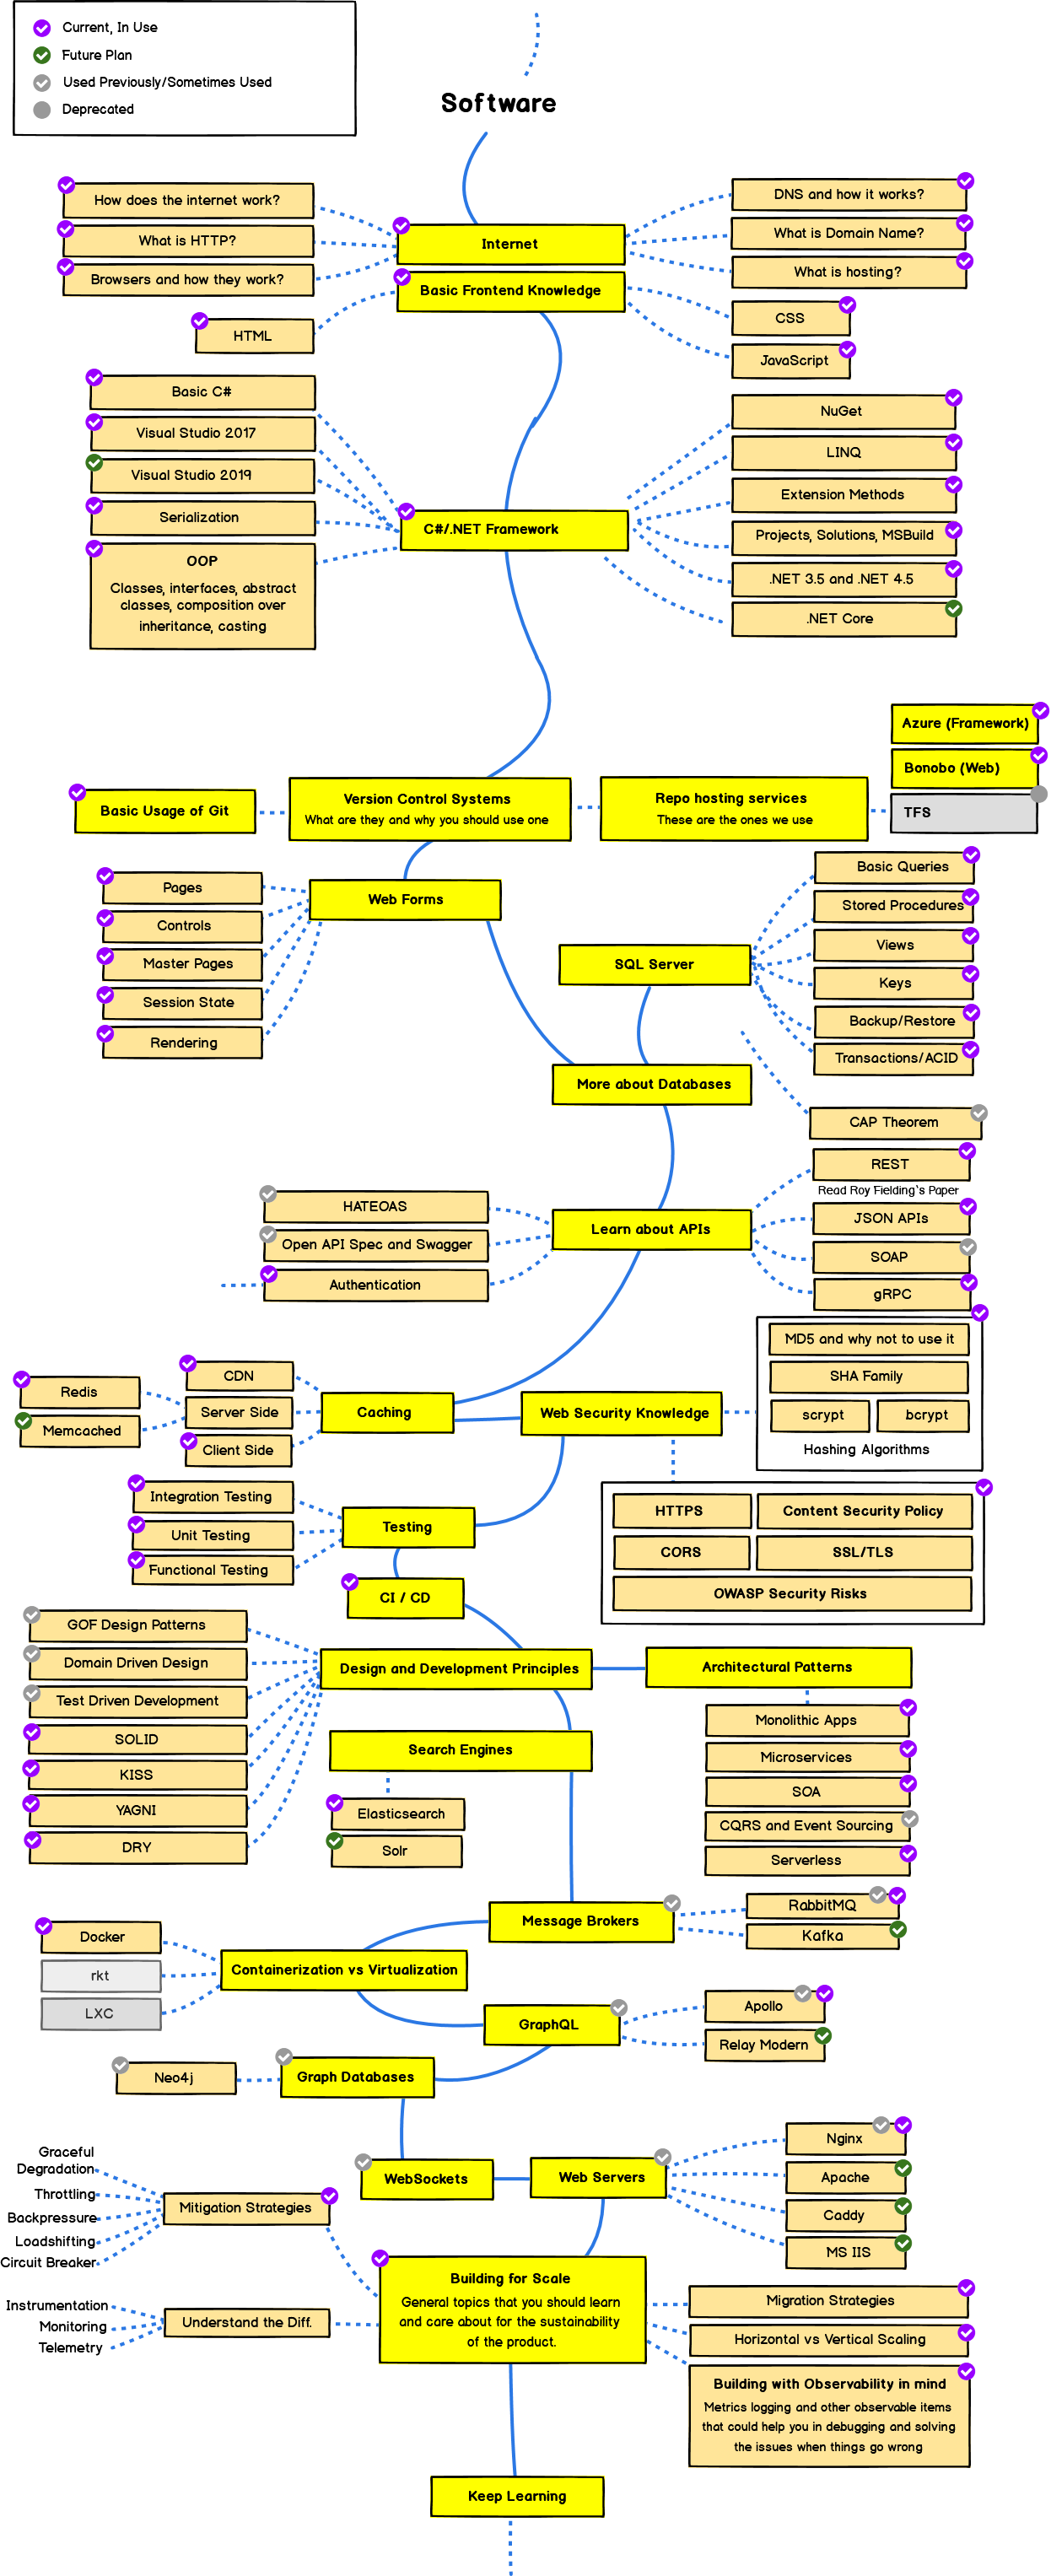 Current, In Use
Future Plan
Used Previously/Sometimes Used
Deprecated
Software
How does the internet work?
What is HTTP?
Browsers and how they work?
Internet
DNS and how it works?
What is Domain Name?
What is hosting?
Basic Frontend Knowledge
HTML
CSS
JavaScript
Basic C#
Visual Studio 2017
Visual Studio 2019
Serialization
OOP
Classes, interfaces, abstract
classes, composition over
inheritance, casting
C#/.NET Framework
NuGet
LINQ
Extension Methods
Projects, Solutions, MSBuild
.NET 3.5 and .NET 4.5
.NET Core
Azure (Framework)
Bonobo (Web)
TFS
Basic Usage of Git
Version Control Systems
What are they and why you should use one
Repo hosting services
These are the ones we use
Pages
Controls
Master Pages
Session State
Rendering
Web Forms
SQL Server
Basic Queries
Stored Procedures
Views
Keys
Backup/Restore
Transactions/ACID
More about Databases
CAP Theorem
HATEOAS
Open API Spec and Swagger
Authentication
Learn about APIs
REST
Read Roy Fielding's Paper
JSON APIs
SOAP
gRPC
MD5 and why not to use it
SHA Family
scrypt
bcrypt
Hashing Algorithms
Redis
Memcached
CDN
Server Side
Client Side
Caching
Web Security Knowledge
HTTPS
Content Security Policy
CORS
SSL/TLS
OWASP Security Risks
Integration Testing
Unit Testing
Functional Testing
Testing
CI / CD
GOF Design Patterns
Domain Driven Design
Test Driven Development
SOLID
KISS
YAGNI
DRY
Design and Development Principles
Architectural Patterns
Monolithic Apps
Microservices
SOA
CQRS and Event Sourcing
Serverless
Search Engines
Elasticsearch
Solr
Message Brokers
RabbitMQ
Kafka
Docker
rkt
LXC
Containerization vs Virtualization
GraphQL
Apollo
Relay Modern
Neo4j
Graph Databases
WebSockets
Web Servers
Nginx
Apache
Caddy
MS IIS
Graceful
Degradation
Throttling
Backpressure
Loadshifting
Circuit Breaker
Mitigation Strategies
Instrumentation
Monitoring
Telemetry
Understand the Diff.
Building for Scale
General topics that you should learn
and care about for the sustainability
of the product.
Migration Strategies
Horizontal vs Vertical Scaling
Building with Observability in mind
Metrics logging and other observable items
that could help you in debugging and solving
the issues when things go wrong
Keep Learning